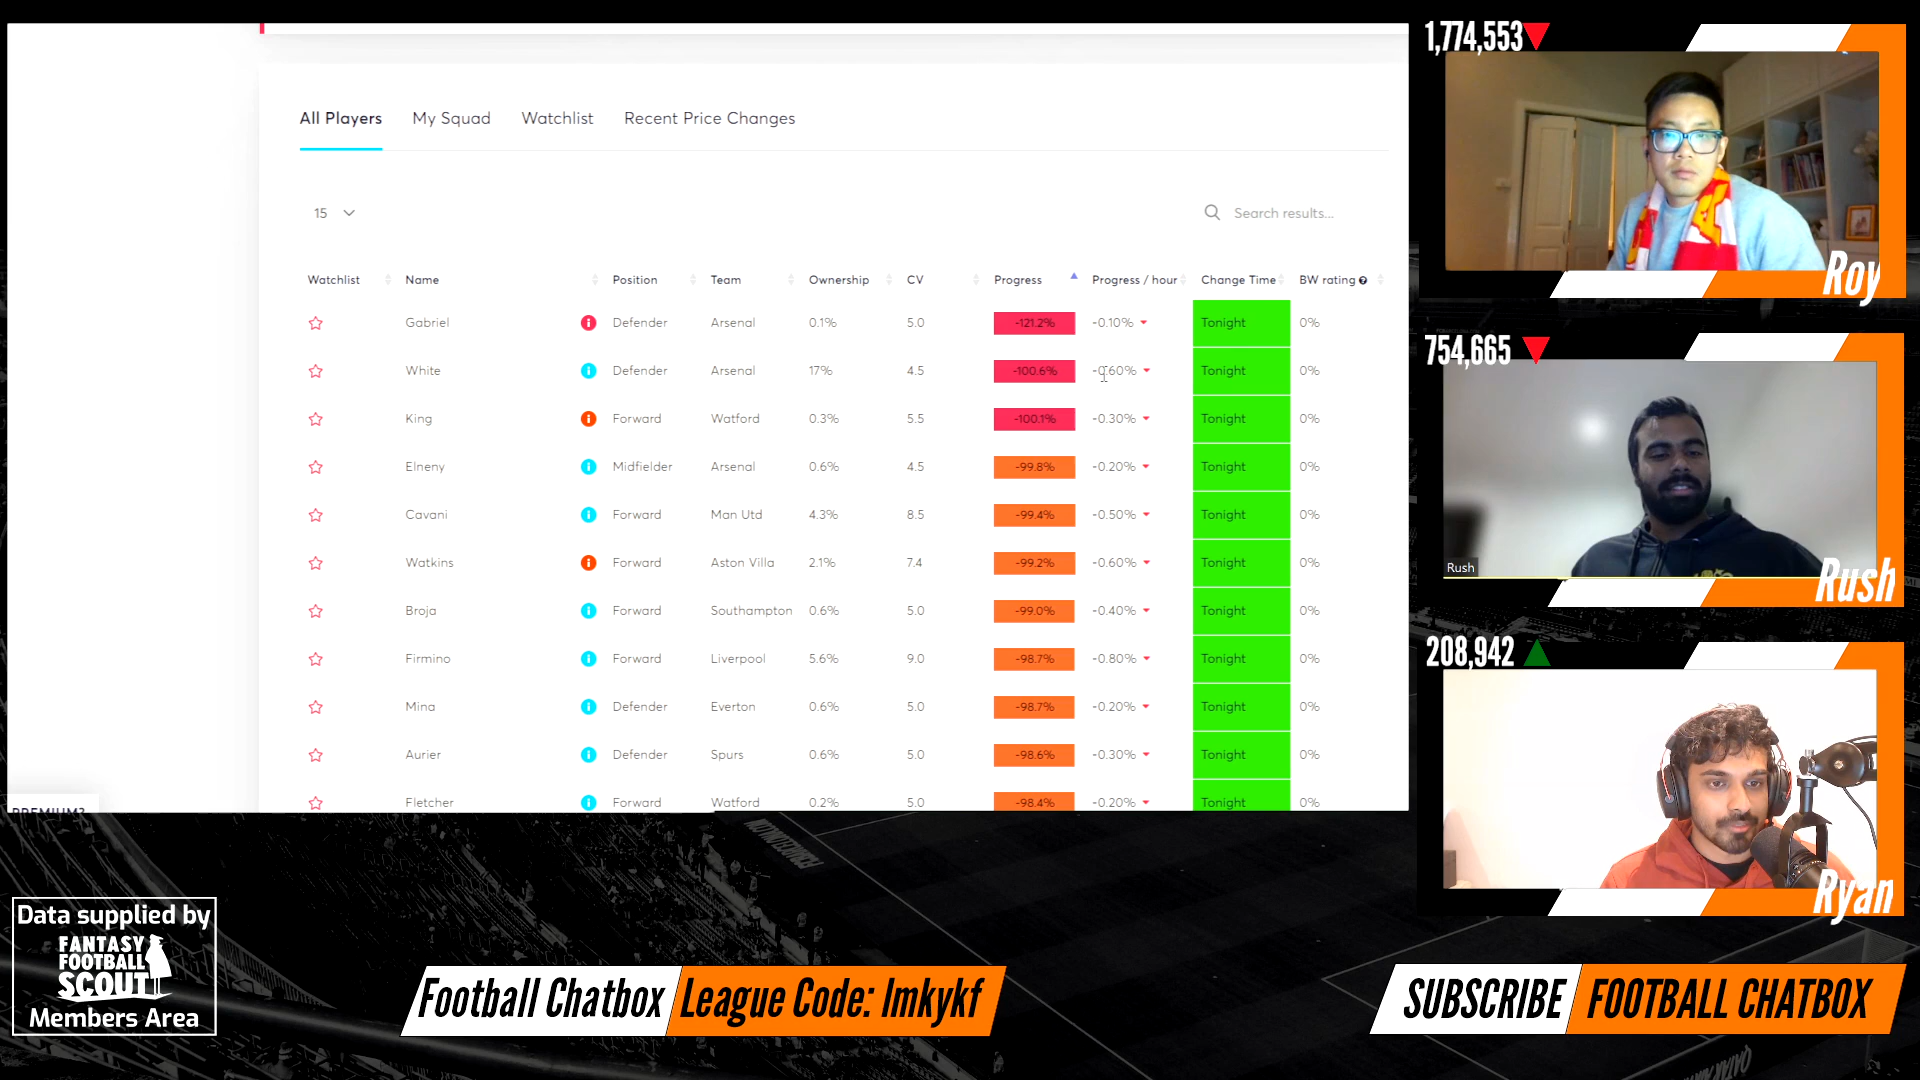 All Players My Squad Watchlist Recent Price Changes
15 Search results...
Watchlist Name Position Team Ownership CV Progress Progress / hour Change Time BW rating
Gabriel Defender Arsenal 0.1% 5.0 -121.2% -0.10% Tonight 0%
White Defender Arsenal 17% 4.5 -100.6% -0.60% Tonight 0%
King Forward Watford 0.3% 5.5 -100.1% -0.30% Tonight 0%
Elneny Midfielder Arsenal 0.6% 4.5 -99.8% -0.20% Tonight 0%
Cavani Forward Man Utd 4.3% 8.5 -99.4% -0.50% Tonight 0%
Watkins Forward Aston Villa 2.1% 7.4 -99.2% -0.60% Tonight 0%
Broja Forward Southampton 0.6% 5.0 -99.0% -0.40% Tonight 0%
Firmino Forward Liverpool 5.6% 9.0 -98.7% -0.80% Tonight 0%
Mina Defender Everton 0.6% 5.0 -98.7% -0.20% Tonight 0%
Aurier Defender Spurs 0.6% 5.0 -98.6% -0.30% Tonight 0%
Fletcher Forward Watford 0.2% 5.0 -98.4% -0.20% Tonight 0%
PREMIUM?
1,774,553
Roy
754,665
Rush
Rush
208,942
Ryan
Data supplied by
FANTASY
FOOTBALL
SCOUT
Members Area
Football Chatbox League Code: lmkykf
SUBSCRIBE FOOTBALL CHATBOX